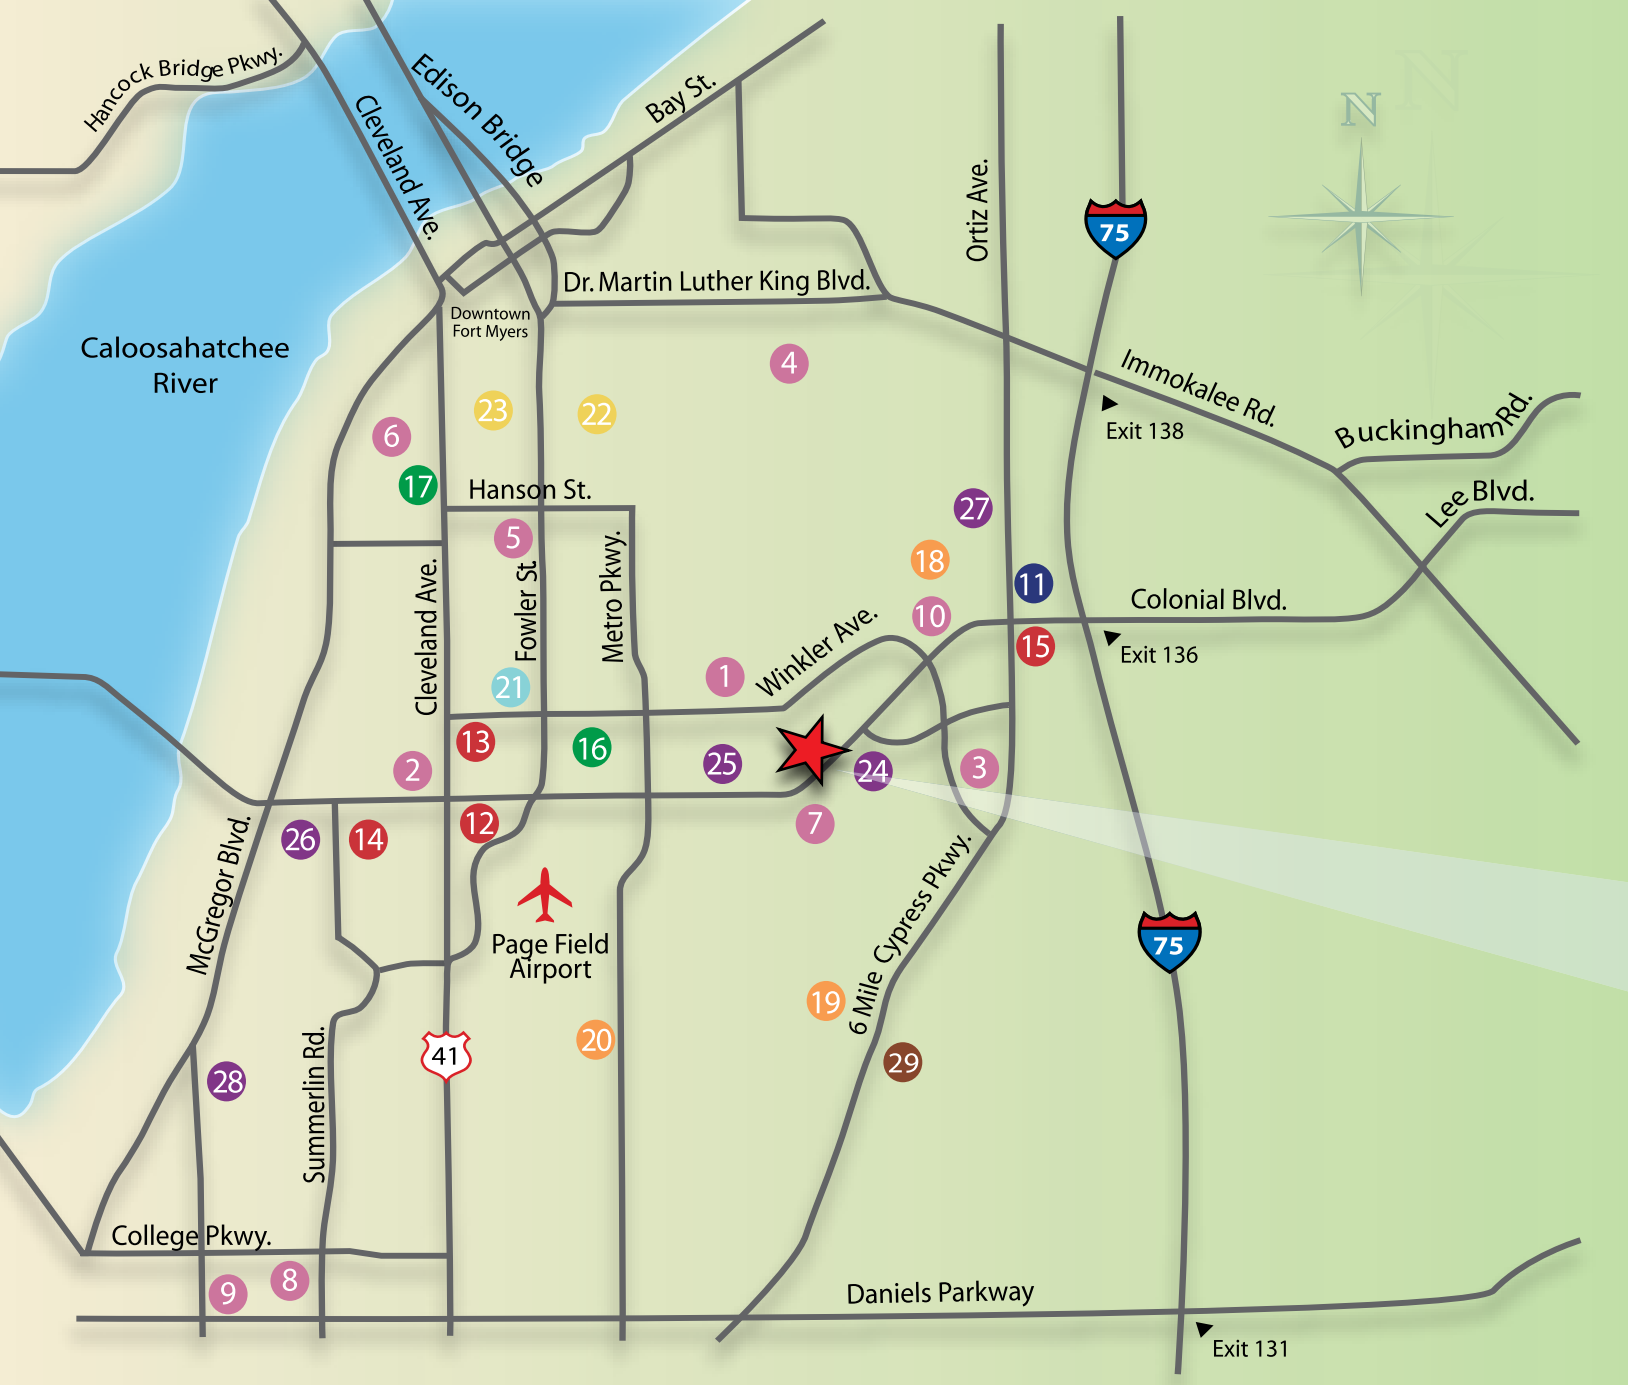 Hancock Bridge Pkwy.
Edison Bridge
Cleveland Ave.
Bay St.
N
N
Ortiz Ave.
75
Dr. Martin Luther King Blvd.
Downtown
Fort Myers
Caloosahatchee
River
4
Immokalee Rd.
Exit 138
Buckingham Rd.
23
22
6
17
Hanson St.
Lee Blvd.
27
5
18
11
Cleveland Ave.
Fowler St.
Metro Pkwy.
10
Colonial Blvd.
Winkler Ave.
15
Exit 136
1
21
13
16
2
25
24
3
12
7
26
14
McGregor Blvd.
6 Mile Cypress Pkwy.
75
Page Field
Airport
19
20
41
29
28
Summerlin Rd.
College Pkwy.
8
9
Daniels Parkway
Exit 131